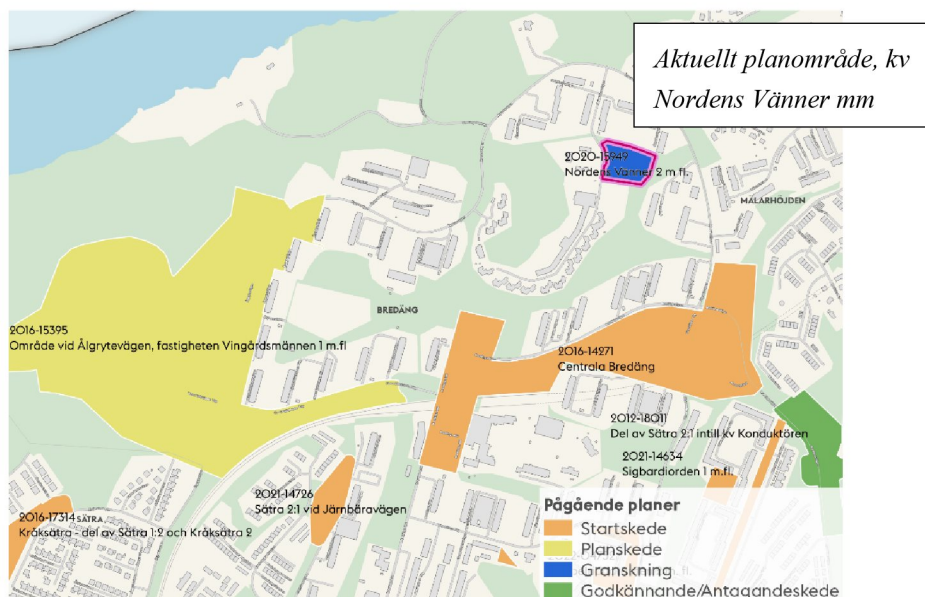 Aktuellt planområde, kv
Nordens Vänner mm
2020-15949
Nordens Vänner 2 m fl.
MÄLARHÖJDEN
BREDÄNG
2016-15395
Område vid Ålgrytevägen, fastigheten Vingårdsmännen 1 m.fl
2016-14271
Centrala Bredäng
2012-18011
Del av Sätra 2:1 intill kv Konduktören
2021-14634
Sigbardiorden 1 m.fl.
2021-14726
Sätra 2:1 vid Järnbäravägen
2016-17314 SÄTRA
Kråksätra - del av Sätra 1:2 och Kråksätra 2
Pågående planer
Startskede
Planskede
Granskning
Godkännande/Antagandeskede